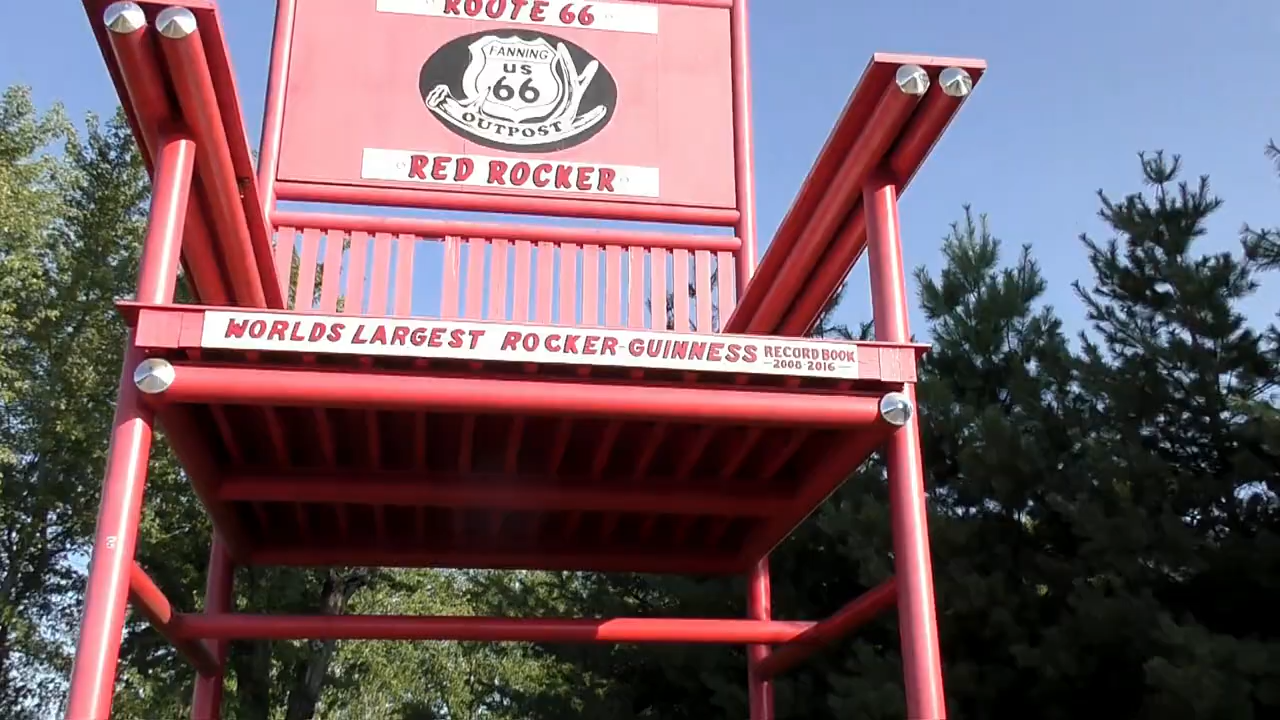 ROUTE 66
FANNING
US
66
OUTPOST
RED ROCKER
WORLDS LARGEST ROCKER-GUINNESS RECORD BOOK
-2008-2016-